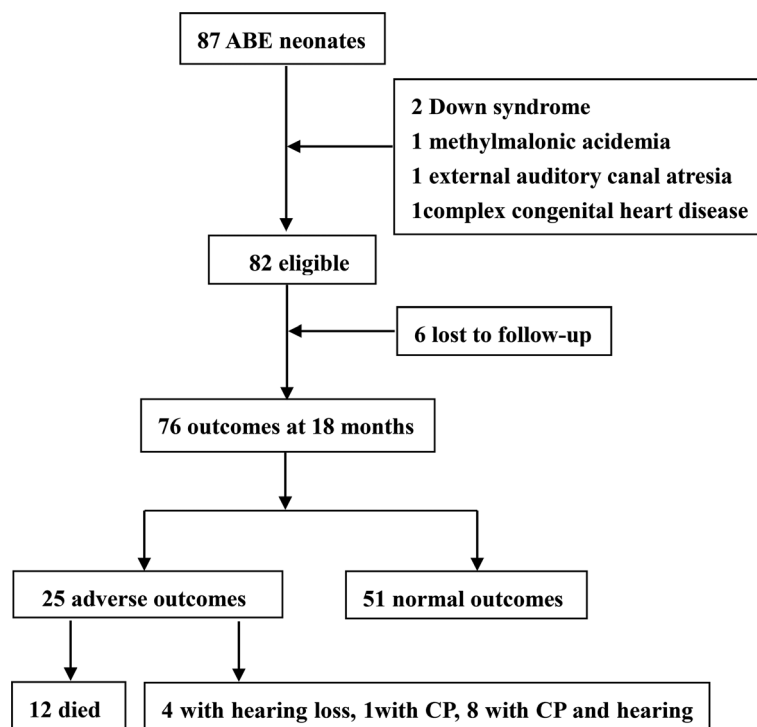 87 ABE neonates
2 Down syndrome
1 methylmalonic acidemia
1 external auditory canal atresia
1complex congenital heart disease
82 eligible
6 lost to follow-up
76 outcomes at 18 months
25 adverse outcomes
51 normal outcomes
12 died
4 with hearing loss, 1with CP, 8 with CP and hearing